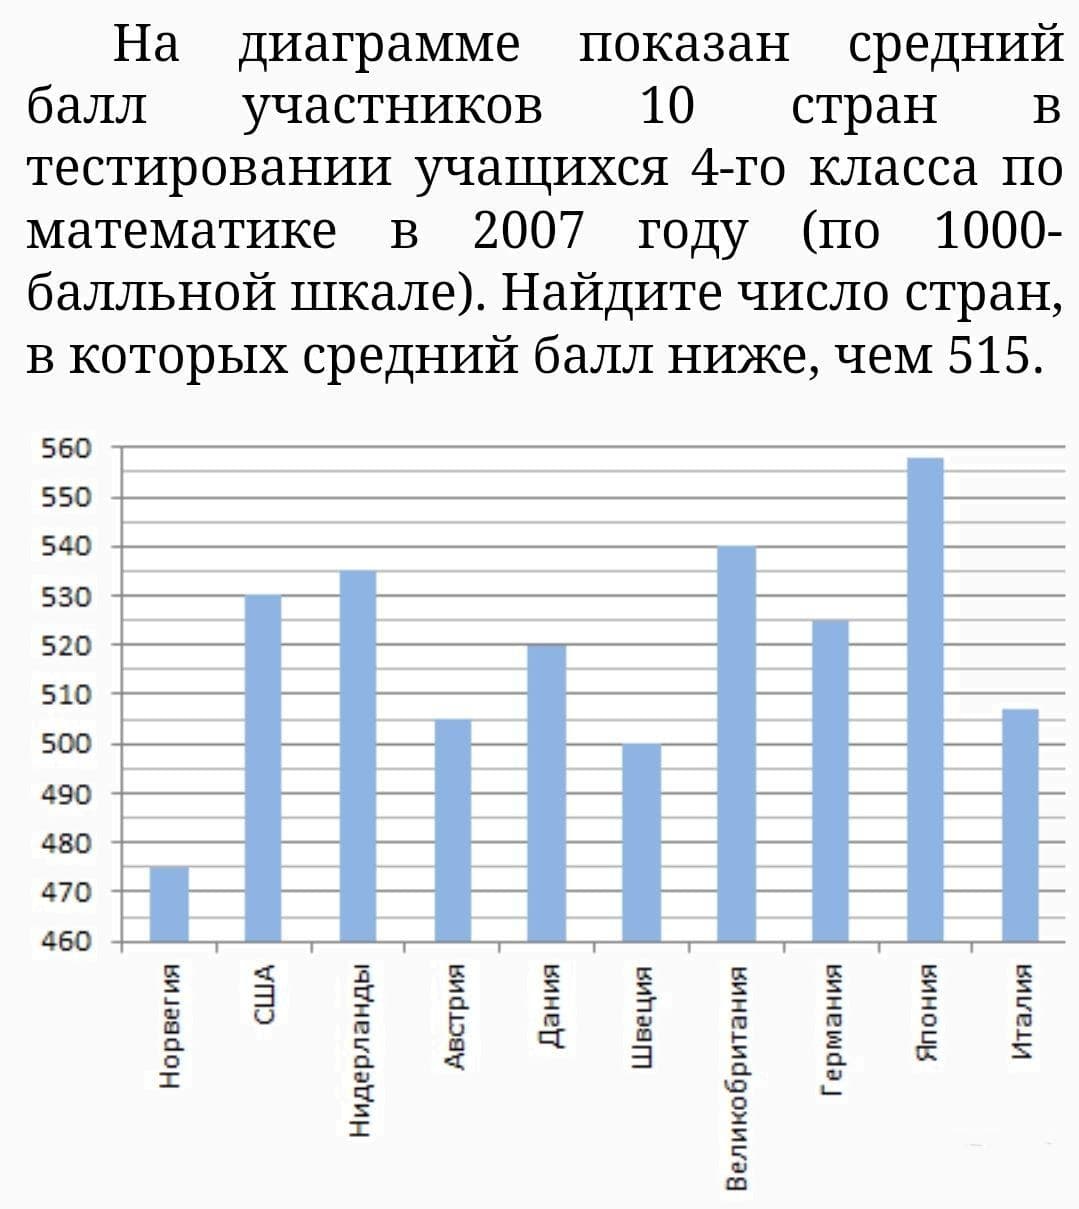 На диаграмме показан средний
балл участников 10 стран в
тестировании учащихся 4-го класса по
математике в 2007 году (по 1000-
балльной шкале). Найдите число стран,
в которых средний балл ниже, чем 515.
560
550
540
530
520
510
500
490
480
470
460
Норвегия
США
Нидерланды
Австрия
Дания
Швеция
Великобритания
Германия
Япония
Италия